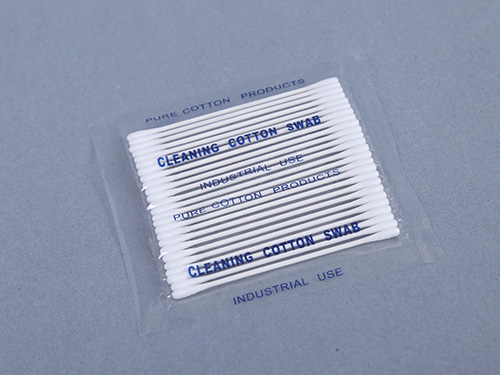 PURE COTTON PRODUCTS
CLEANING COTTON SWAB
INDUSTRIAL USE
PURE COTTON PRODUCTS
CLEANING COTTON SWAB
INDUSTRIAL USE